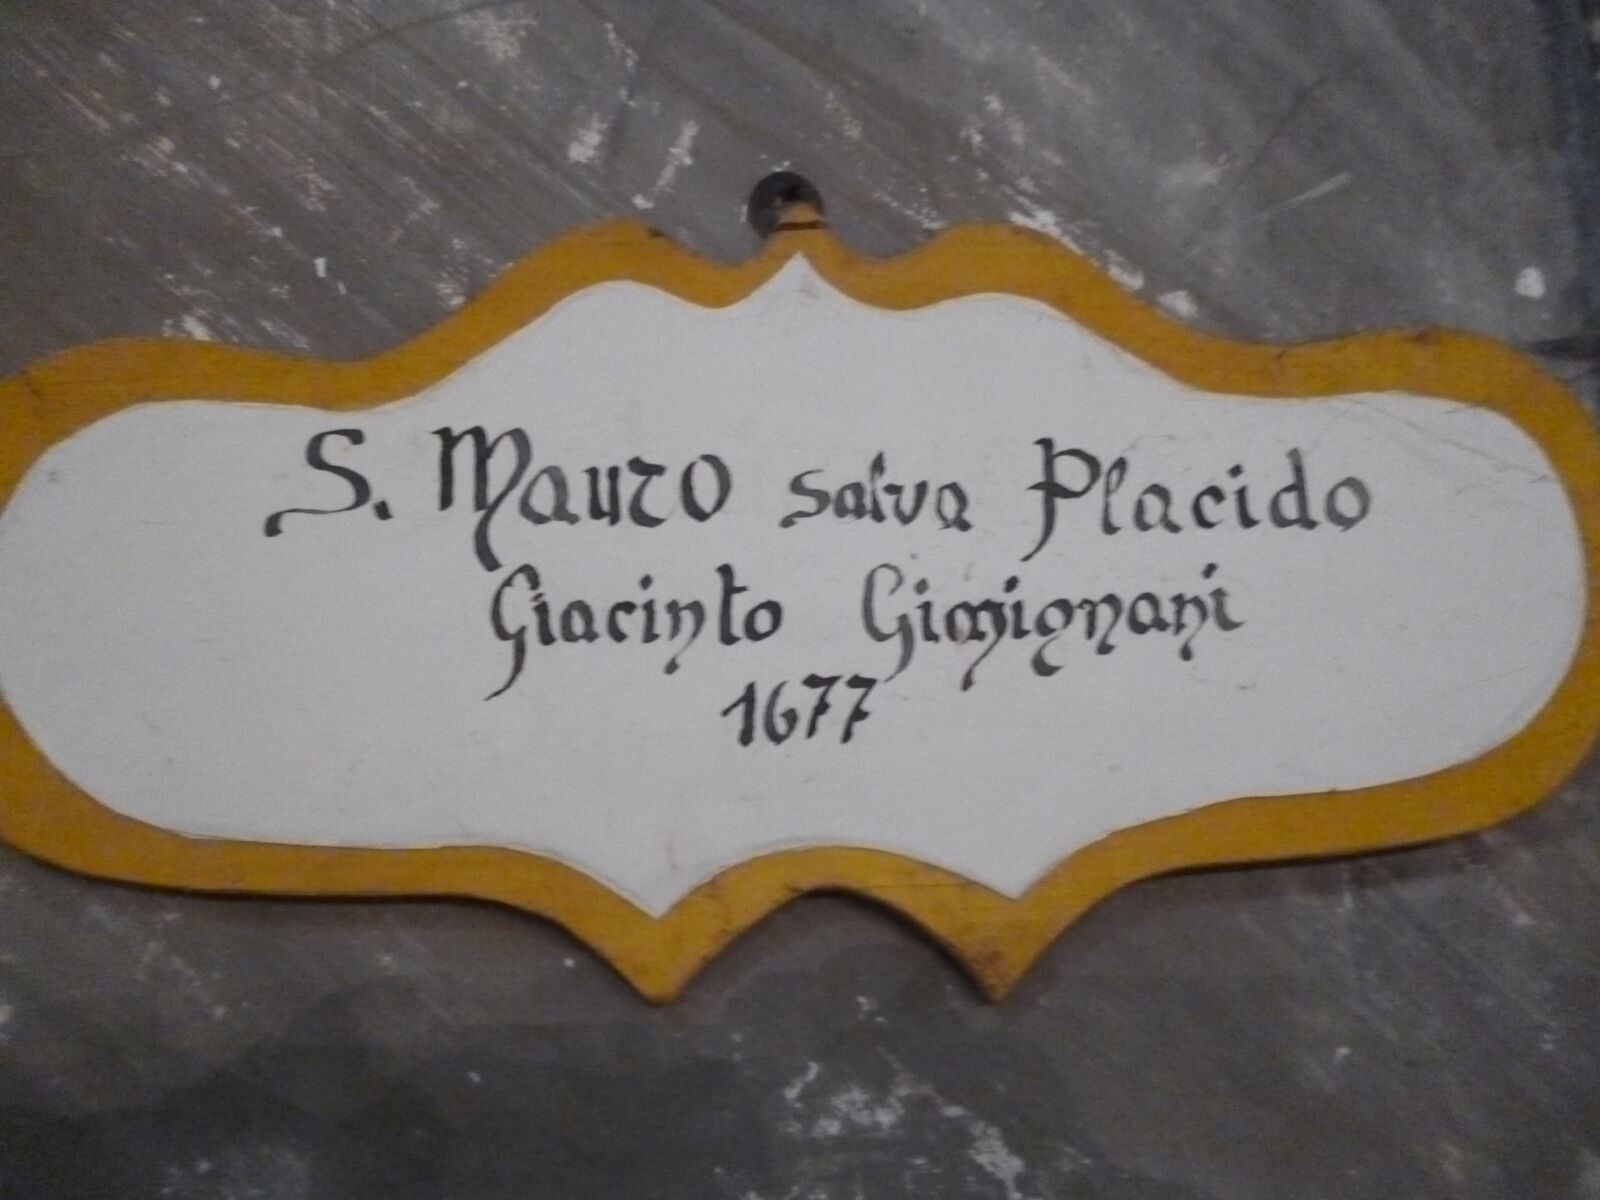 S. Mauro salva Placido
Giacinto Gimignani
1677